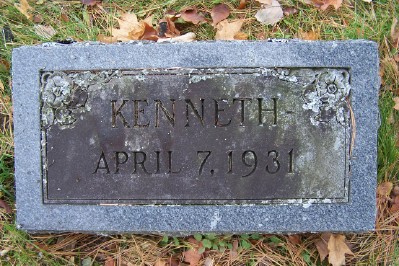 KENNETH
APRIL 7, 1931